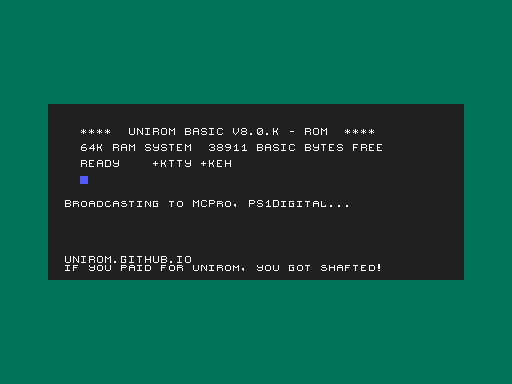 **** UNIROM BASIC V8.0.K - ROM ****
64K RAM SYSTEM 38911 BASIC BYTES FREE
READY +KTTY +KEH
Broadcasting to MCPro, PS1Digital...
UNIROM.GITHUB.IO
IF YOU PAID FOR UNIROM, YOU GOT SHAFTED!